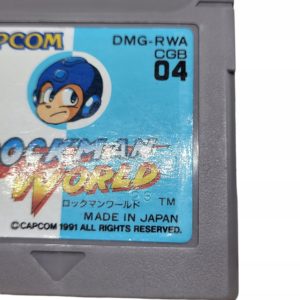 CAPCOM
DMG-RWA
CGB
04
ROCKMAN
WORLD
ロックマンワールド
TM
MADE IN JAPAN
©CAPCOM 1991 ALL RIGHTS RESERVED.